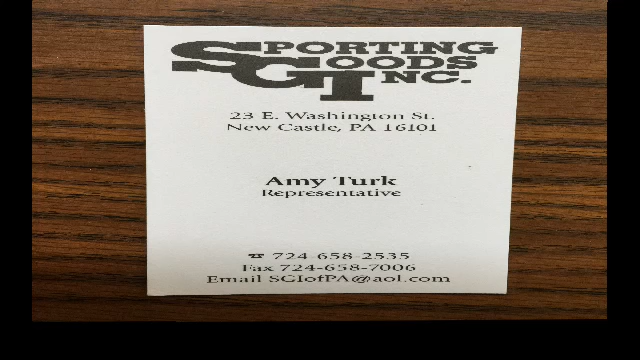 SPORTING
GOODS
INC.
23 E. Washington St.
New Castle, PA 16101
Amy Turk
Representative
☎ 724-658-2535
Fax 724-658-7006
Email SGIofPA@aol.com